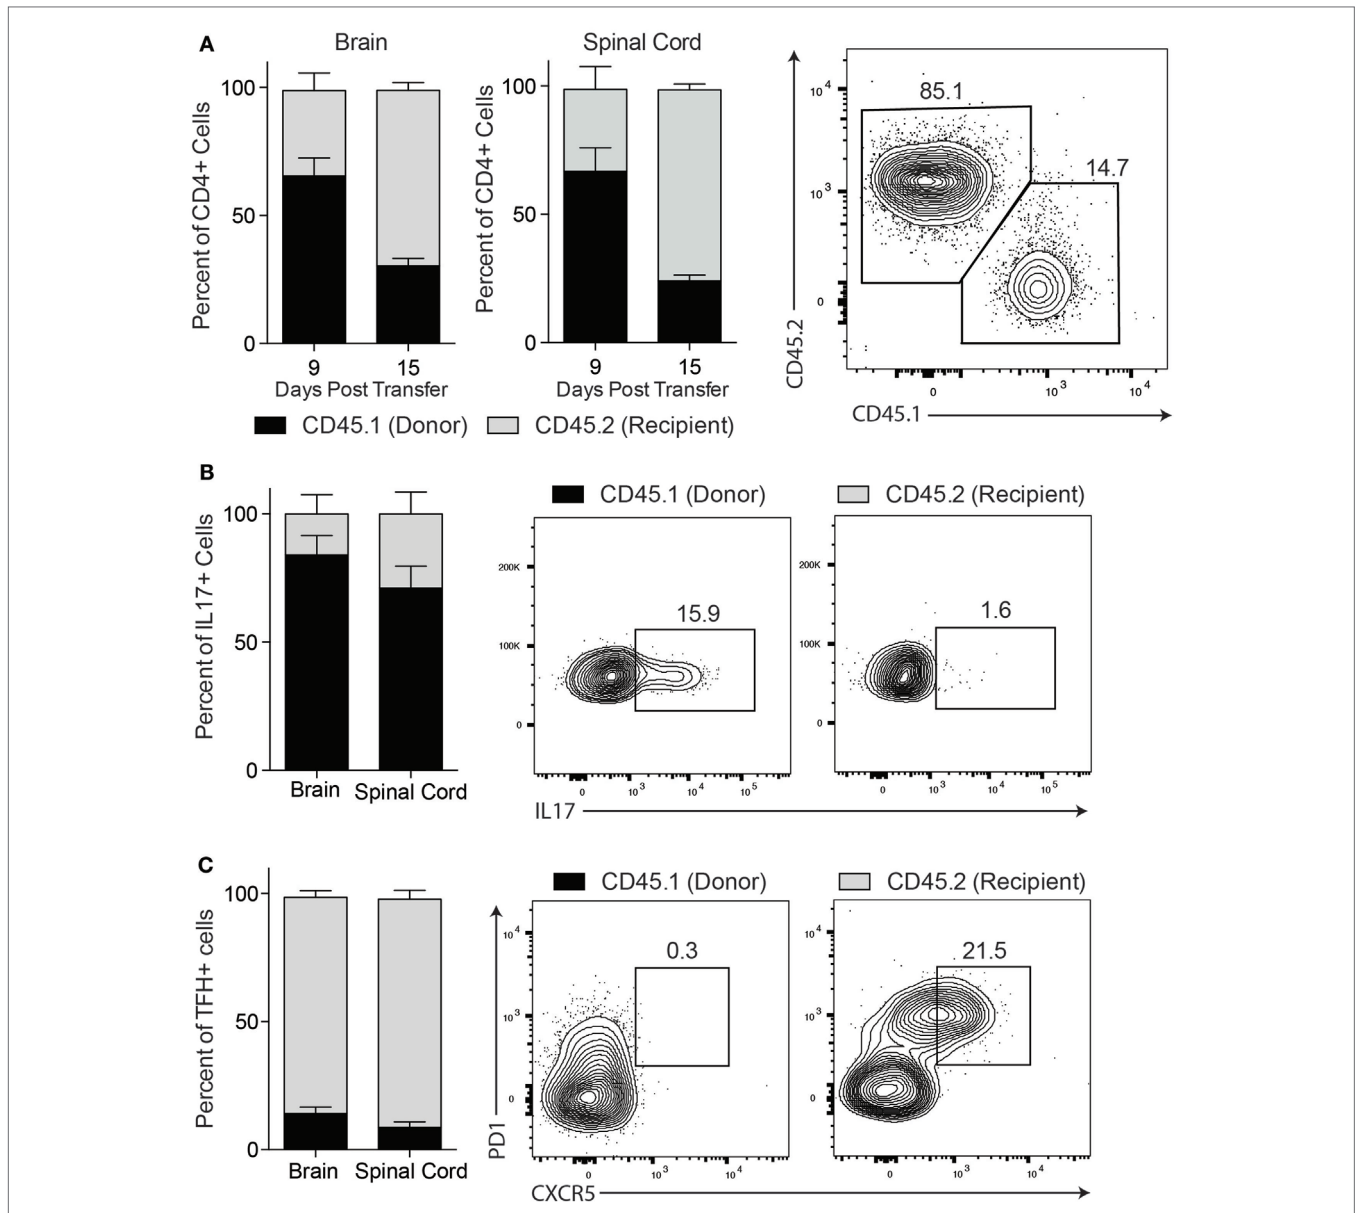 A
Brain
Spinal Cord
Percent of CD4+ Cells
100
50
0
9
15
Days Post Transfer
Percent of CD4+ Cells
100
50
0
9
15
Days Post Transfer
CD45.1 (Donor)
CD45.2 (Recipient)
85.1
14.7
CD45.2
10^4
10^3
0
0
10^3
10^4
CD45.1
B
Percent of IL17+ Cells
100
50
0
Brain
Spinal Cord
CD45.1 (Donor)
CD45.2 (Recipient)
15.9
200K
100K
0
0
10^3
10^4
10^5
1.6
200K
100K
0
0
10^3
10^4
10^5
IL17
C
Percent of TFH+ cells
100
50
0
Brain
Spinal Cord
CD45.1 (Donor)
CD45.2 (Recipient)
PD1
0.3
10^4
10^3
0
0
10^3
10^4
21.5
10^4
10^3
0
0
10^3
10^4
CXCR5